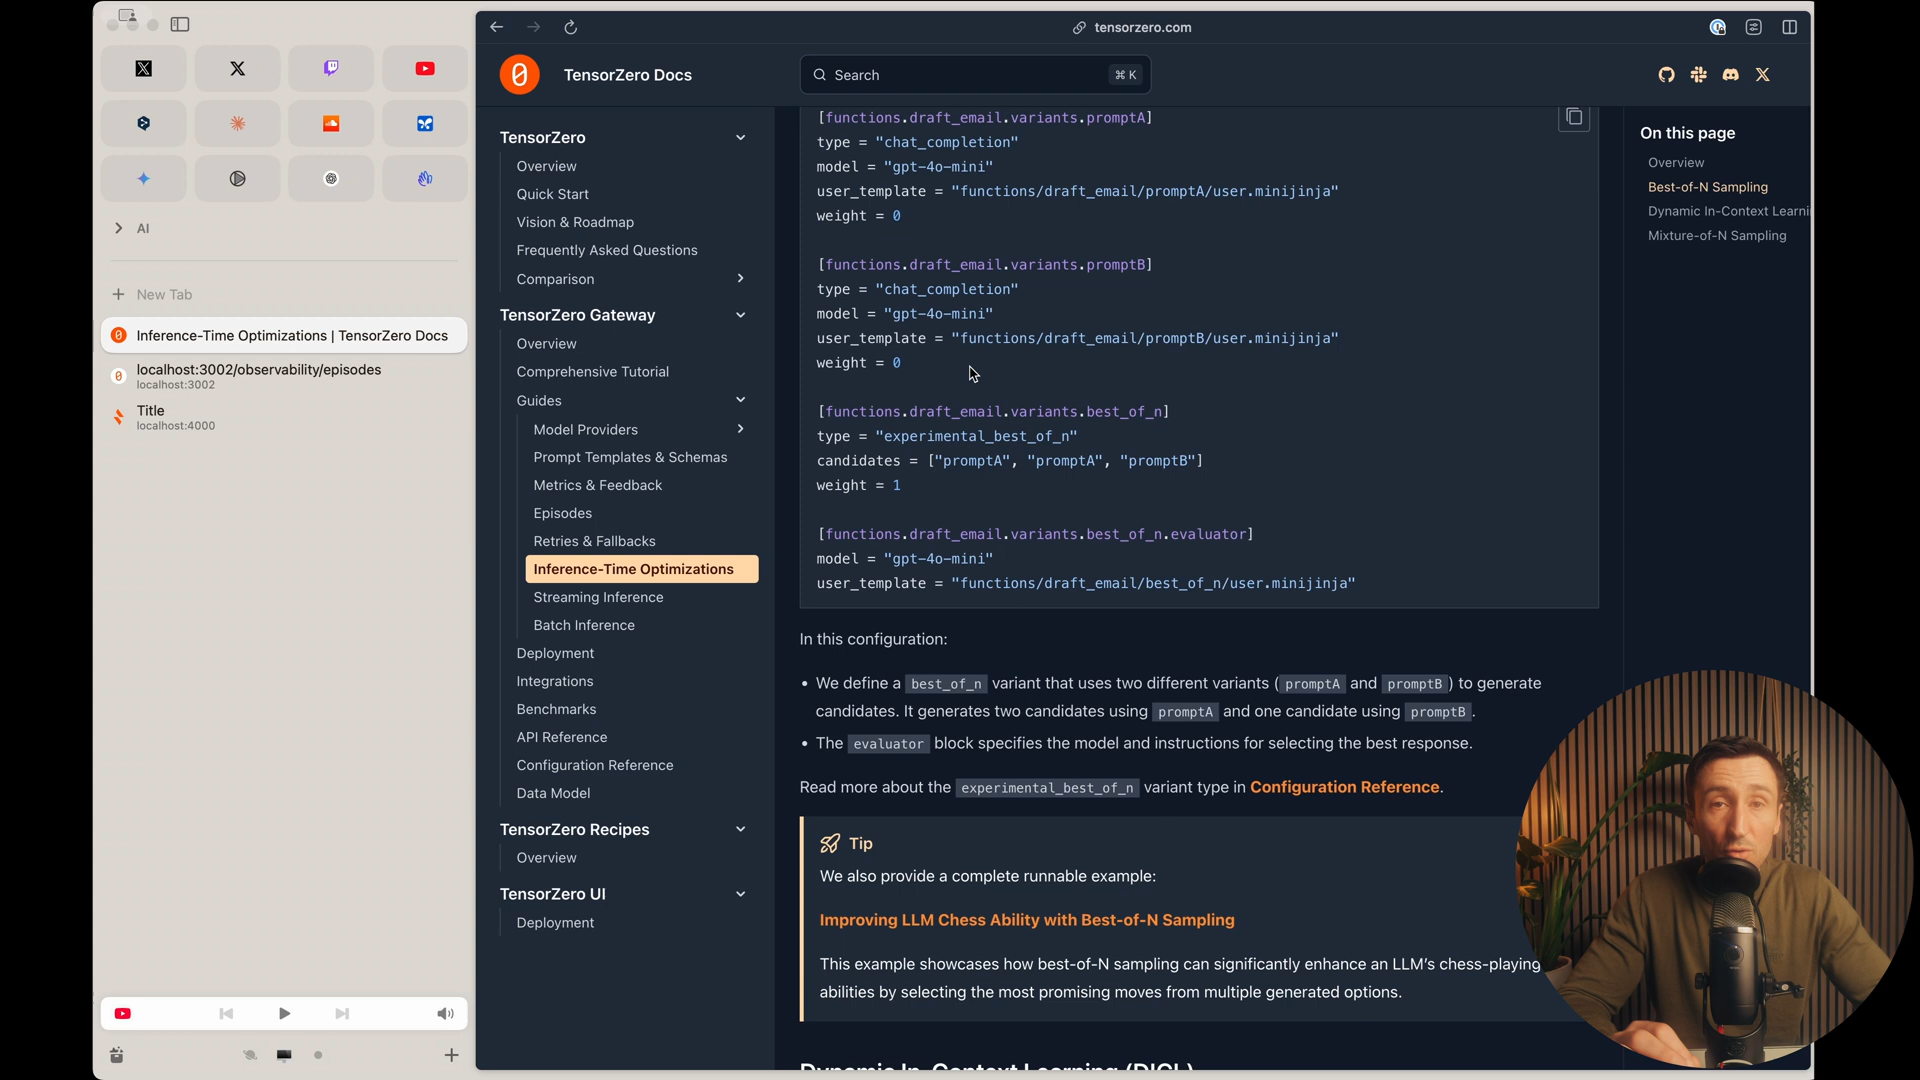 AI
New Tab
Inference-Time Optimizations | TensorZero Docs
localhost:3002/observability/episodes
localhost:3002
Title
localhost:4000
tensorzero.com
TensorZero Docs
Search
⌘ K
TensorZero
Overview
Quick Start
Vision & Roadmap
Frequently Asked Questions
Comparison
TensorZero Gateway
Overview
Comprehensive Tutorial
Guides
Model Providers
Prompt Templates & Schemas
Metrics & Feedback
Episodes
Retries & Fallbacks
Inference-Time Optimizations
Streaming Inference
Batch Inference
Deployment
Integrations
Benchmarks
API Reference
Configuration Reference
Data Model
TensorZero Recipes
Overview
TensorZero UI
Deployment
[functions.draft_email.variants.promptA]
type = "chat_completion"
model = "gpt-4o-mini"
user_template = "functions/draft_email/promptA/user.minijinja"
weight = 0
[functions.draft_email.variants.promptB]
type = "chat_completion"
model = "gpt-4o-mini"
user_template = "functions/draft_email/promptB/user.minijinja"
weight = 0
[functions.draft_email.variants.best_of_n]
type = "experimental_best_of_n"
candidates = ["promptA", "promptA", "promptB"]
weight = 1
[functions.draft_email.variants.best_of_n.evaluator]
model = "gpt-4o-mini"
user_template = "functions/draft_email/best_of_n/user.minijinja"
In this configuration:
• We define a best_of_n variant that uses two different variants (promptA and promptB) to generate
candidates. It generates two candidates using promptA and one candidate using promptB.
• The evaluator block specifies the model and instructions for selecting the best response.
Read more about the experimental_best_of_n variant type in Configuration Reference.
Tip
We also provide a complete runnable example:
Improving LLM Chess Ability with Best-of-N Sampling
This example showcases how best-of-N sampling can significantly enhance an LLM's chess-playing
abilities by selecting the most promising moves from multiple generated options.
Dynamic In-Context Learning (DICL)
On this page
Overview
Best-of-N Sampling
Dynamic In-Context Learni
Mixture-of-N Sampling